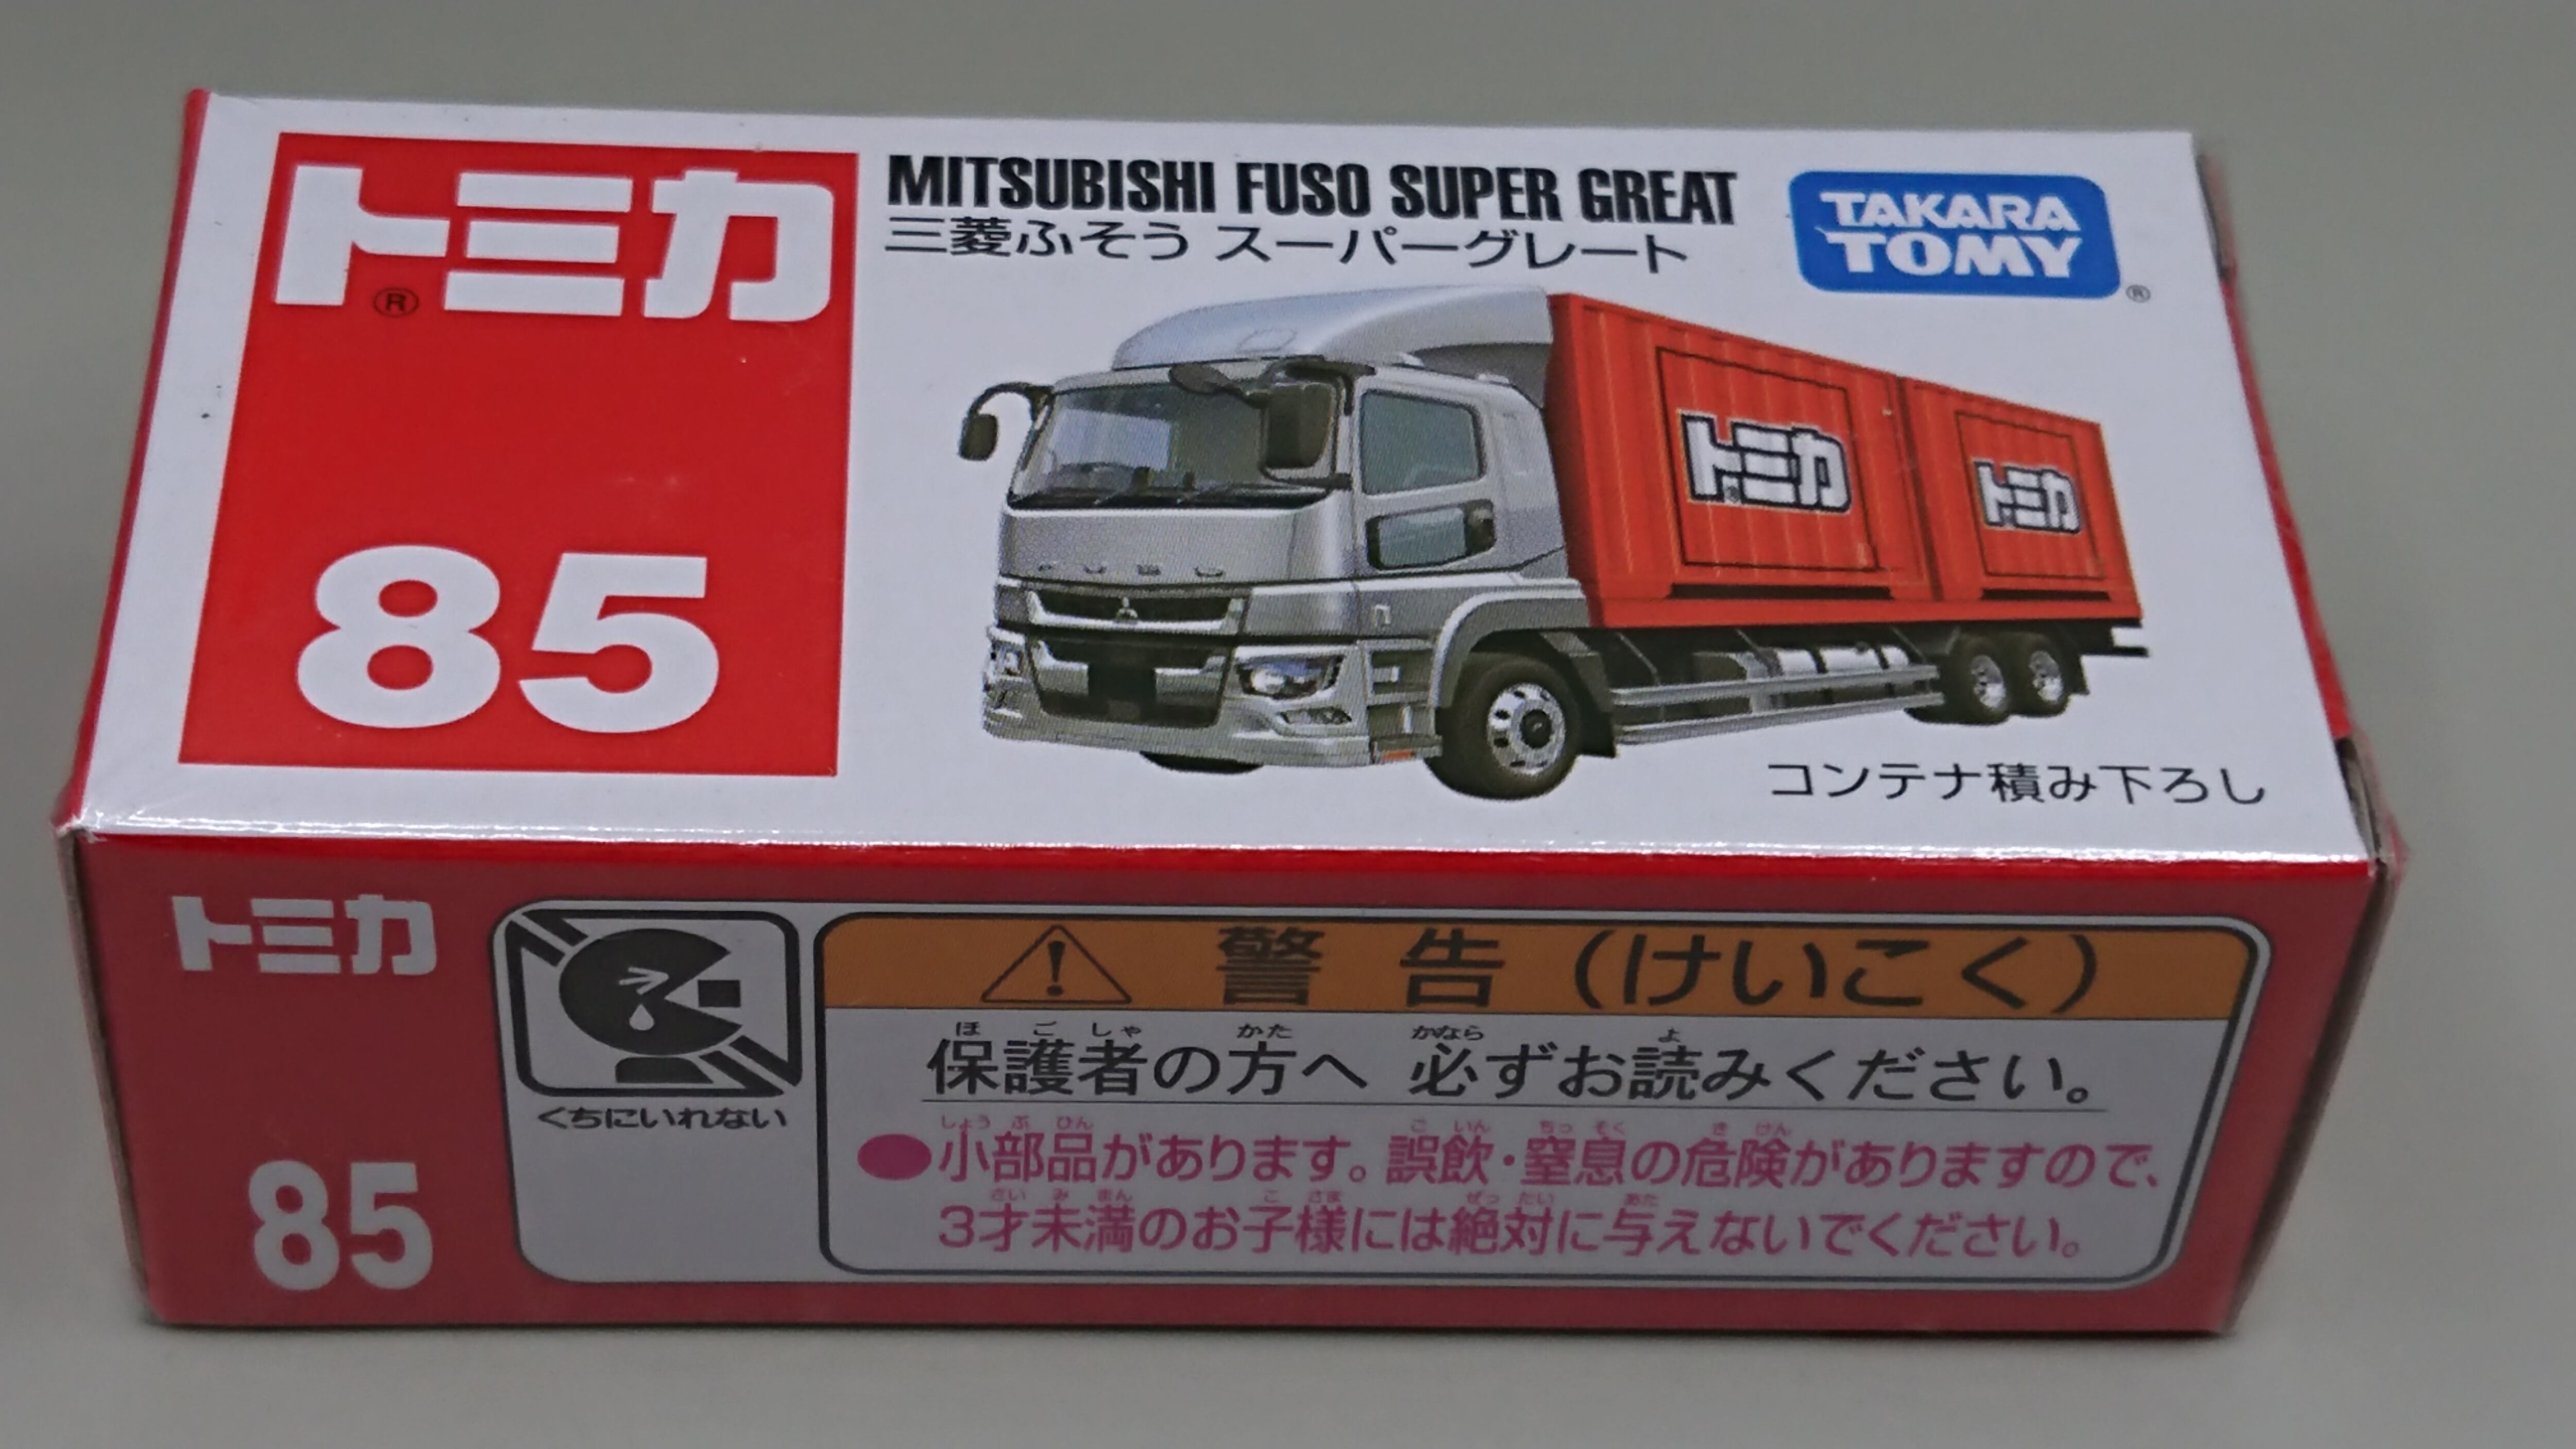 トミカ
®
85
MITSUBISHI FUSO SUPER GREAT
三菱ふそう スーパーグレート
TAKARA
TOMY
®
トミカ
トミカ
FUSO
コンテナ積み下ろし
トミカ
85
くちにいれない
警 告 (けいこく)
ほ ご しゃ かた かなら よ
保護者の方へ 必ずお読みください。
しょう ぶ ひん ご いん ちっ そく き けん
●小部品があります。誤飲・窒息の危険がありますので、
さい み まん こ さま ぜっ たい あた
3才未満のお子様には絶対に与えないでください。